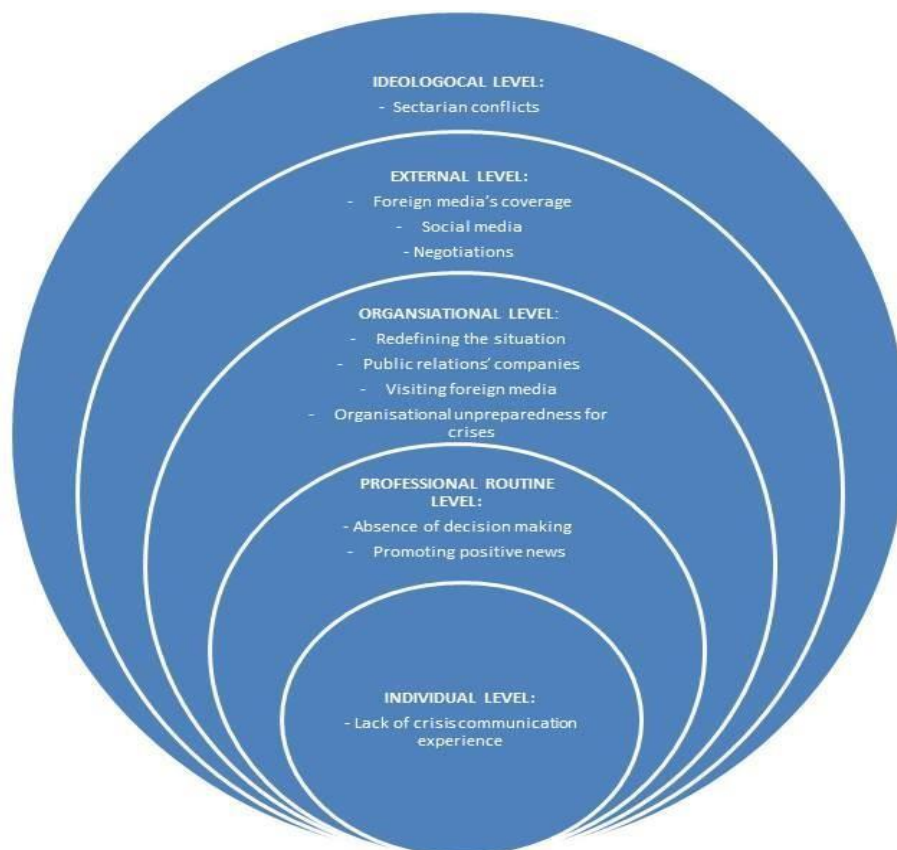 IDEOLOGOCAL LEVEL:
- Sectarian conflicts
EXTERNAL LEVEL:
- Foreign media's coverage
- Social media
- Negotiations
ORGANSIATIONAL LEVEL:
- Redefining the situation
- Public relations' companies
- Visiting foreign media
- Organisational unpreparedness for
crises
PROFESSIONAL ROUTINE
LEVEL:
- Absence of decision making
- Promoting positive news
INDIVIDUAL LEVEL:
- Lack of crisis communication
experience